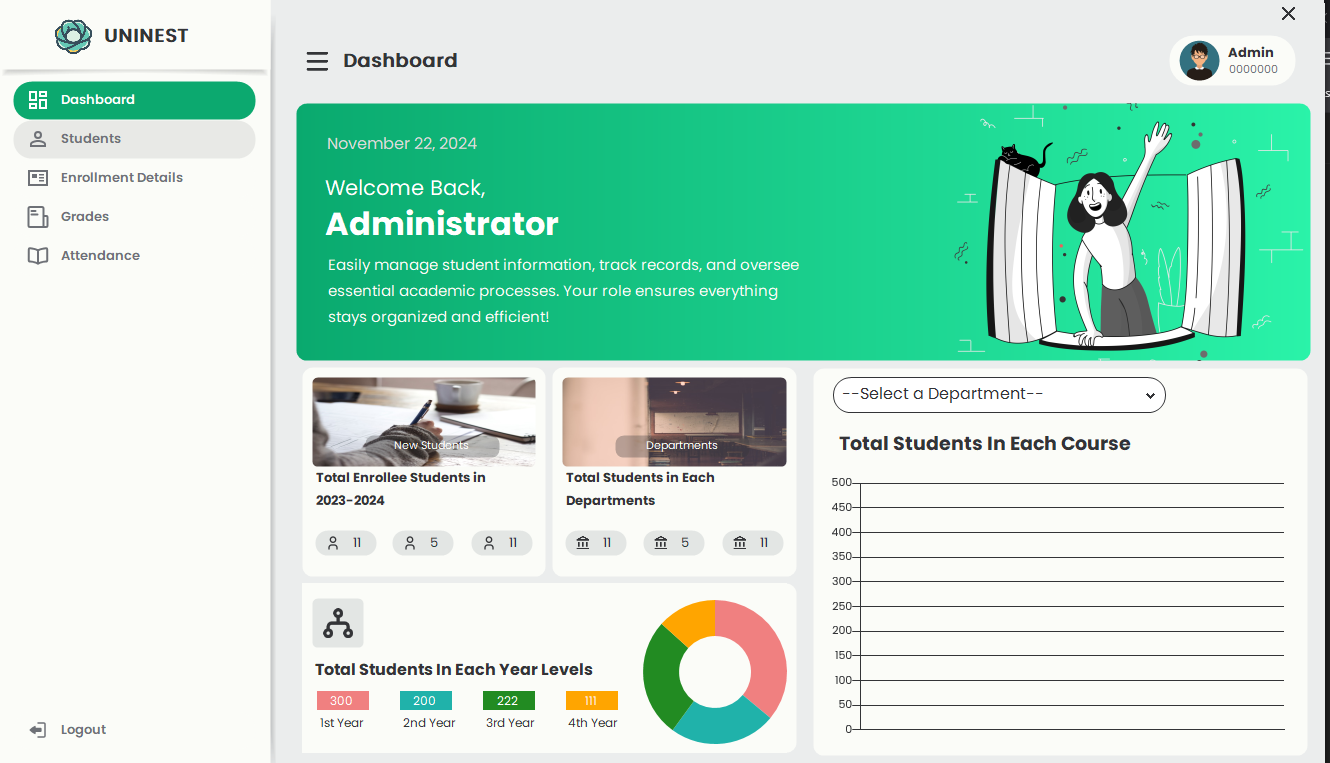 UNINEST
Dashboard
Students
Enrollment Details
Grades
Attendance
Logout
Dashboard
Admin
0000000
November 22, 2024
Welcome Back,
Administrator
Easily manage student information, track records, and oversee
essential academic processes. Your role ensures everything
stays organized and efficient!
New Students
Total Enrollee Students in
2023-2024
11 5 11
Departments
Total Students in Each
Departments
11 5 11
Total Students In Each Year Levels
300 200 222 111
1st Year 2nd Year 3rd Year 4th Year
--Select a Department--
Total Students In Each Course
500
450
400
350
300
250
200
150
100
50
0